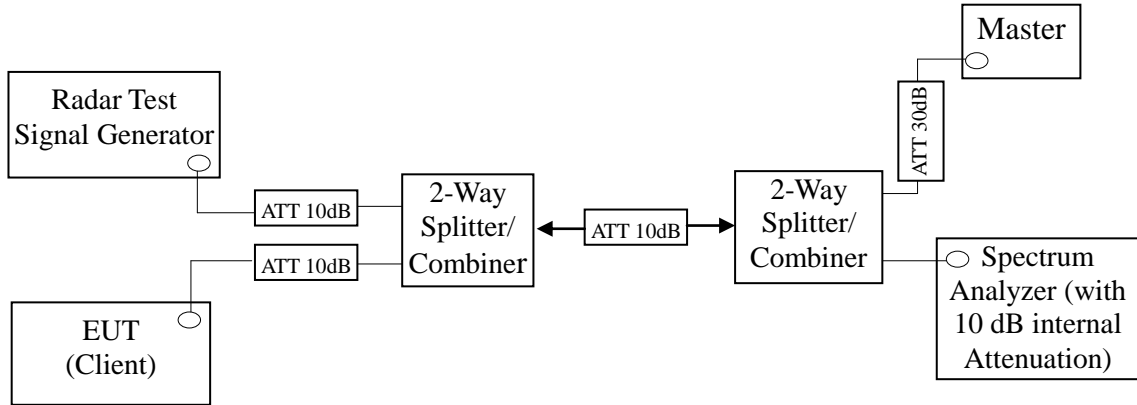 Master
Radar Test
Signal Generator
ATT 30dB
ATT 10dB
2-Way
Splitter/
Combiner
ATT 10dB
2-Way
Splitter/
Combiner
ATT 10dB
EUT
(Client)
Spectrum
Analyzer (with
10 dB internal
Attenuation)